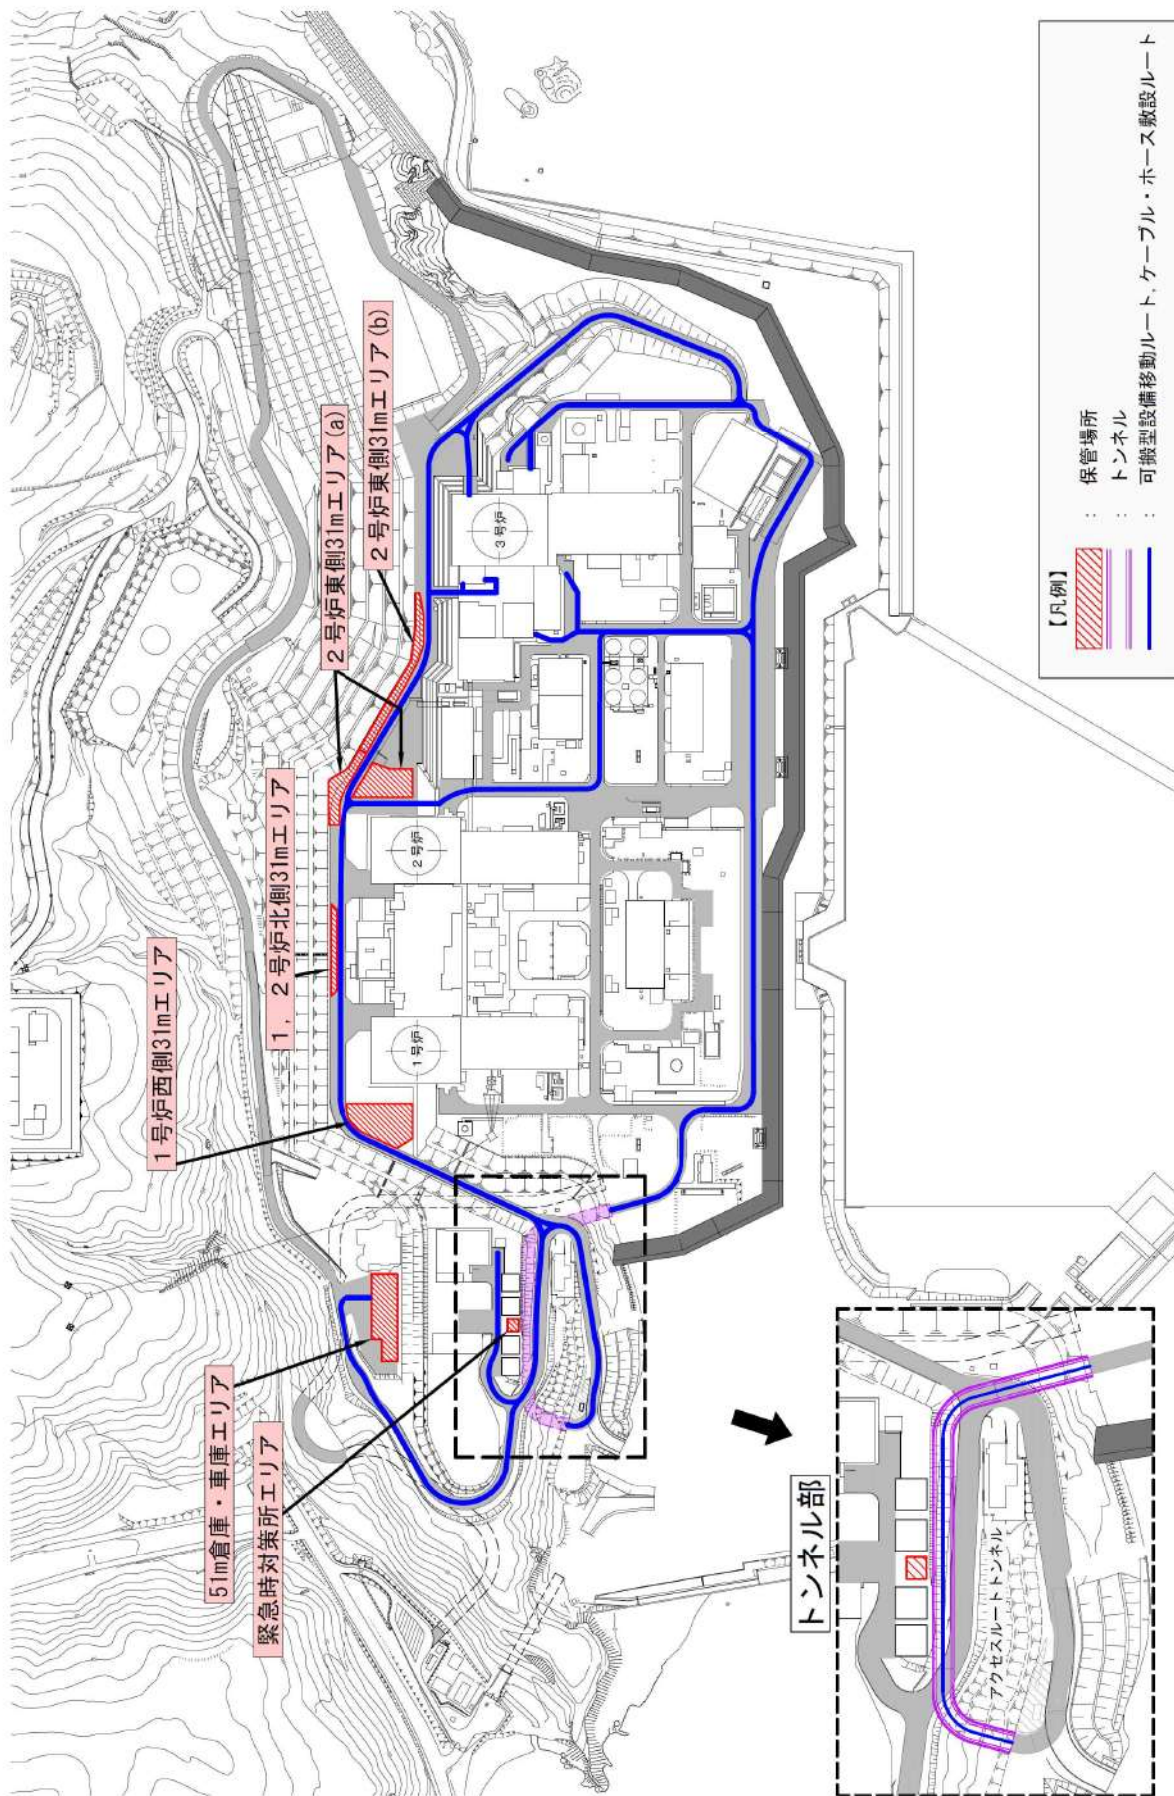 51m倉庫・車庫エリア
緊急時対策所エリア
1号炉西側31mエリア
1,2号炉北側31mエリア
2号炉東側31mエリア(a)
2号炉東側31mエリア(b)
1号炉
2号炉
3号炉
トンネル部
アクセスルートトンネル
【凡例】
: 保管場所
: トンネル
: 可搬型設備移動ルート,ケーブル・ホース敷設ルート